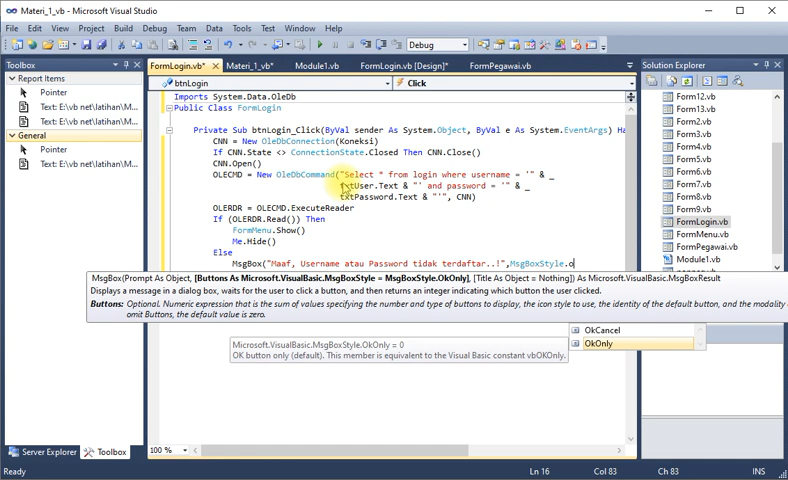 Materi_1_vb - Microsoft Visual Studio
File Edit View Project Build Debug Team Data Tools Test Analyze Window Help
Debug
Toolbox
FormLogin.vb* Materi_1_vb* Module1.vb FormLogin.vb [Design]* FormPegawai.vb
Solution Explorer
Report Items
Pointer
Text: E:\vb net\latihan\M...
Text: E:\vb net\latihan\M...
General
Pointer
Text: E:\vb net\latihan\M...
btnLogin
Click
Imports System.Data.OleDb
Public Class FormLogin
Private Sub btnLogin_Click(ByVal sender As System.Object, ByVal e As System.EventArgs) Ha
CNN = New OleDbConnection(Koneksi)
If CNN.State <> ConnectionState.Closed Then CNN.Close()
CNN.Open()
OLECMD = New OleDbCommand("Select * from login where username = '" & _
txtUser.Text & "' and password = '" & _
txtPassword.Text & "'", CNN)
OLERDR = OLECMD.ExecuteReader
If (OLERDR.Read()) Then
FormMenu.Show()
Me.Hide()
Else
MsgBox("Maaf, Username atau Password tidak terdaftar..!",MsgBoxStyle.o
MsgBox(Prompt As Object, [Buttons As Microsoft.VisualBasic.MsgBoxStyle = MsgBoxStyle.OkOnly], [Title As Object = Nothing]) As Microsoft.VisualBasic.MsgBoxResult
Displays a message in a dialog box, waits for the user to click a button, and then returns an integer indicating which button the user clicked.
Buttons: Optional. Numeric expression that is the sum of values specifying the number and type of buttons to display, the icon style to use, the identity of the default button, and the modality o
omit Buttons, the default value is zero.
OkCancel
OkOnly
Microsoft.VisualBasic.MsgBoxStyle.OkOnly = 0
OK button only (default). This member is equivalent to the Visual Basic constant vbOKOnly.
Form12.vb
Form13.vb
Form2.vb
Form3.vb
Form4.vb
Form5.vb
Form6.vb
Form7.vb
Form8.vb
Form9.vb
FormLogin.vb
FormMenu.vb
FormPegawai.vb
Module1.vb
100 %
Server Explorer Toolbox
Ready
Ln 16 Col 83 Ch 83 INS